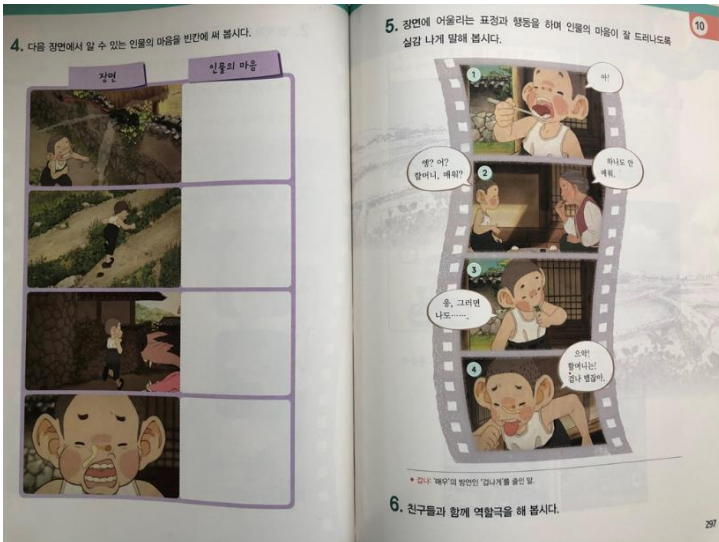 4. 다음 장면에서 알 수 있는 인물의 마음을 빈칸에 써 봅시다.
장면
인물의 마음
5. 장면에 어울리는 표정과 행동을 하며 인물의 마음이 잘 드러나도록
실감 나게 말해 봅시다.
10
1
아!
2
엥? 어?
할머니, 매워?
하나도 안
매워.
3
응, 그러면
나도…….
4
으악!
할머니는!
겁나 맵잖아.
• 겁나: '매우'의 방언인 '겁나게'를 줄인 말.
6. 친구들과 함께 역할극을 해 봅시다.
297